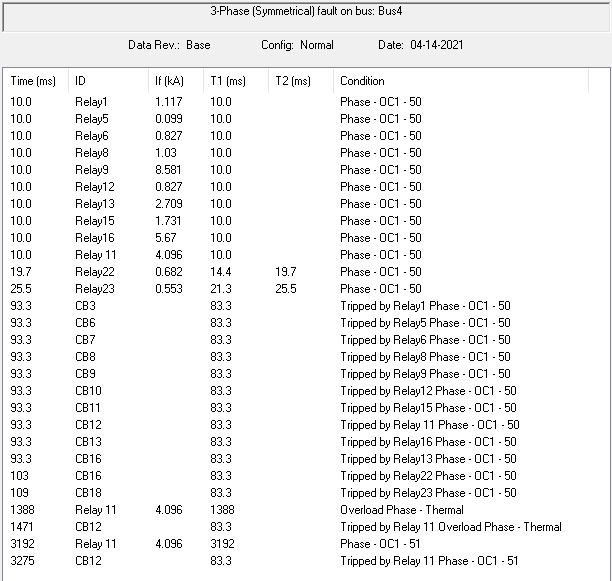 3-Phase (Symmetrical) fault on bus: Bus4
Data Rev.: Base Config: Normal Date: 04-14-2021
Time (ms) ID If (kA) T1 (ms) T2 (ms) Condition
10.0 Relay1 1.117 10.0 Phase - OC1 - 50
10.0 Relay5 0.099 10.0 Phase - OC1 - 50
10.0 Relay6 0.827 10.0 Phase - OC1 - 50
10.0 Relay8 1.03 10.0 Phase - OC1 - 50
10.0 Relay9 8.581 10.0 Phase - OC1 - 50
10.0 Relay12 0.827 10.0 Phase - OC1 - 50
10.0 Relay13 2.709 10.0 Phase - OC1 - 50
10.0 Relay15 1.731 10.0 Phase - OC1 - 50
10.0 Relay16 5.67 10.0 Phase - OC1 - 50
10.0 Relay 11 4.096 10.0 Phase - OC1 - 50
19.7 Relay22 0.682 14.4 19.7 Phase - OC1 - 50
25.5 Relay23 0.553 21.3 25.5 Phase - OC1 - 50
93.3 CB3 83.3 Tripped by Relay1 Phase - OC1 - 50
93.3 CB6 83.3 Tripped by Relay5 Phase - OC1 - 50
93.3 CB7 83.3 Tripped by Relay6 Phase - OC1 - 50
93.3 CB8 83.3 Tripped by Relay8 Phase - OC1 - 50
93.3 CB9 83.3 Tripped by Relay9 Phase - OC1 - 50
93.3 CB10 83.3 Tripped by Relay12 Phase - OC1 - 50
93.3 CB11 83.3 Tripped by Relay15 Phase - OC1 - 50
93.3 CB12 83.3 Tripped by Relay 11 Phase - OC1 - 50
93.3 CB13 83.3 Tripped by Relay16 Phase - OC1 - 50
93.3 CB16 83.3 Tripped by Relay13 Phase - OC1 - 50
103 CB16 83.3 Tripped by Relay22 Phase - OC1 - 50
109 CB18 83.3 Tripped by Relay23 Phase - OC1 - 50
1388 Relay 11 4.096 1388 Overload Phase - Thermal
1471 CB12 83.3 Tripped by Relay 11 Overload Phase - Thermal
3192 Relay 11 4.096 3192 Phase - OC1 - 51
3275 CB12 83.3 Tripped by Relay 11 Phase - OC1 - 51